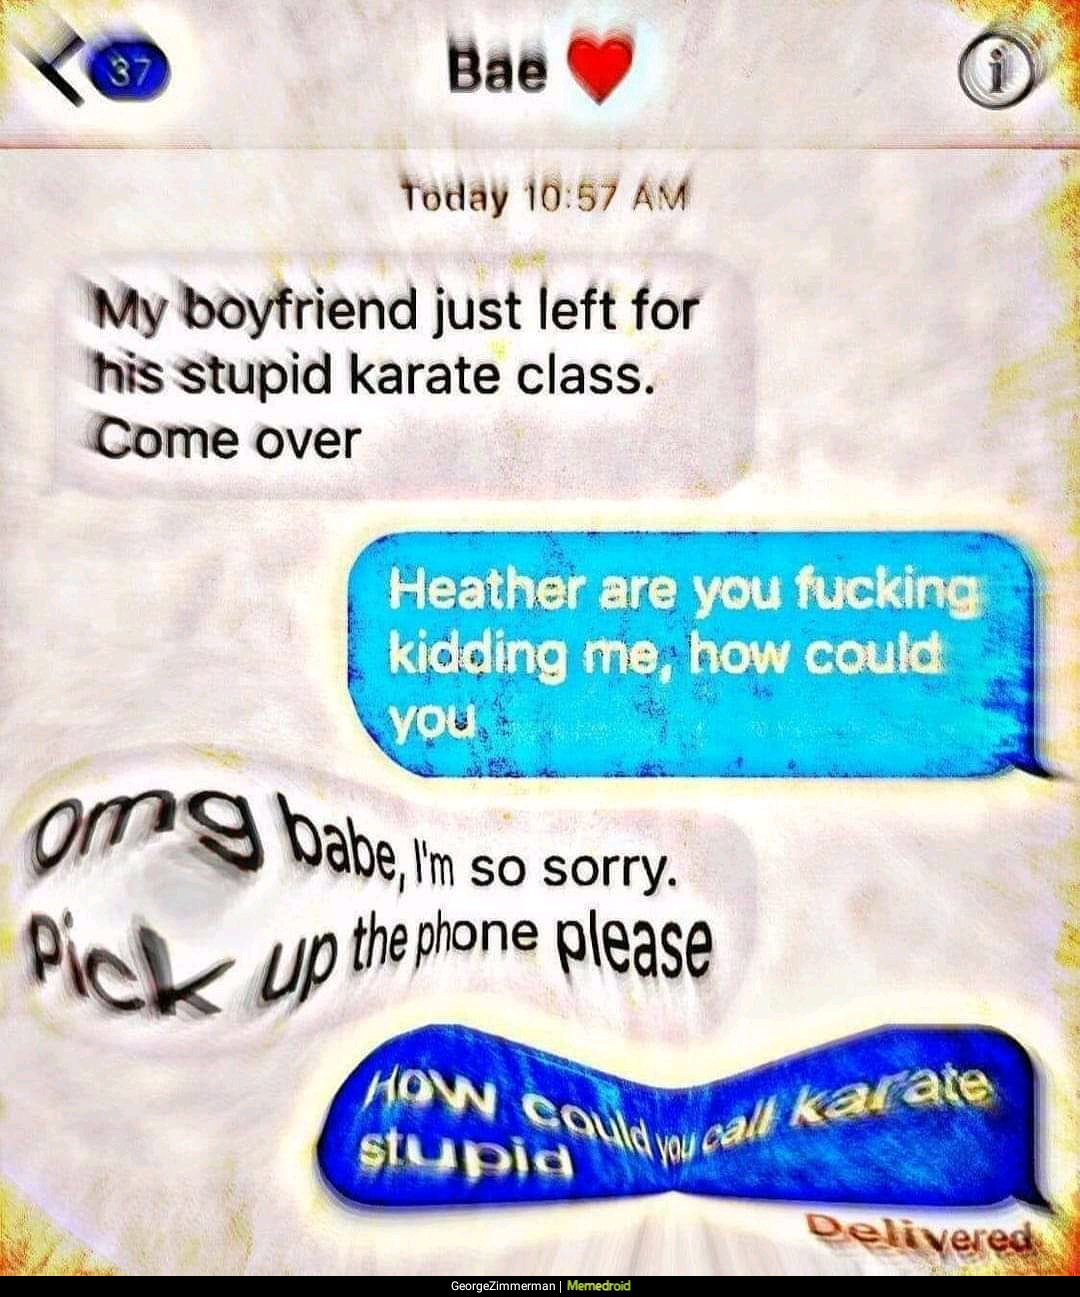 37
Bae ❤️
Today 10:57 AM
My boyfriend just left for
his stupid karate class.
Come over
Heather are you fucking
kidding me, how could
you
omg babe, I'm so sorry.
Pick up the phone please
How could you call karate
stupid
Delivered
GeorgeZimmerman | Memedroid